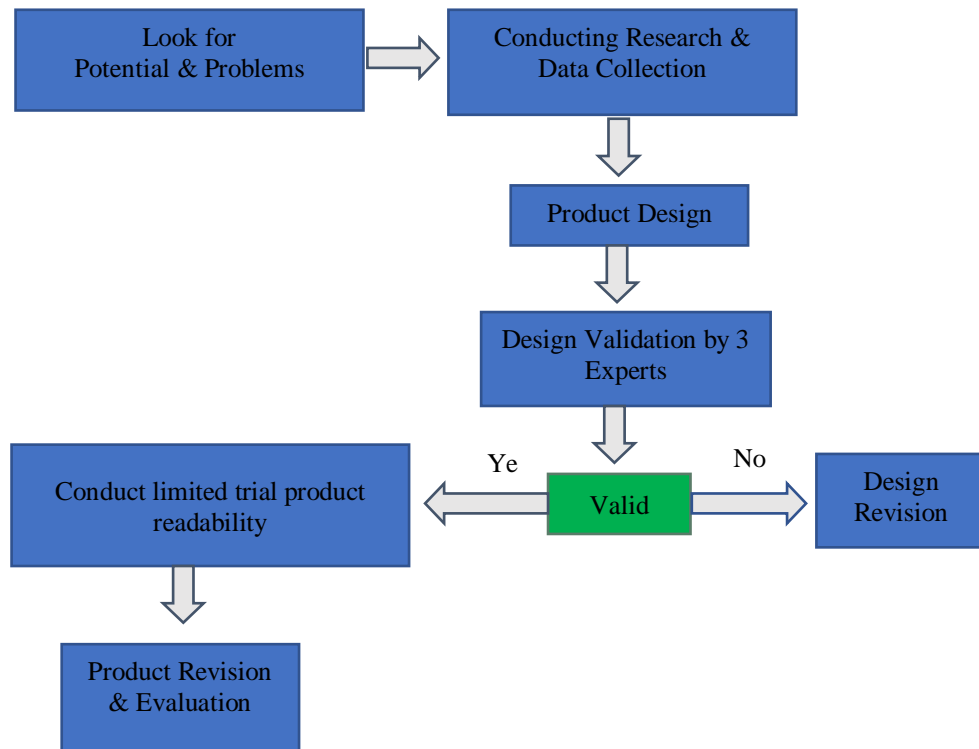 Look for
Potential & Problems
Conducting Research &
Data Collection
Product Design
Design Validation by 3
Experts
Ye
No
Conduct limited trial product
readability
Valid
Design
Revision
Product Revision
& Evaluation